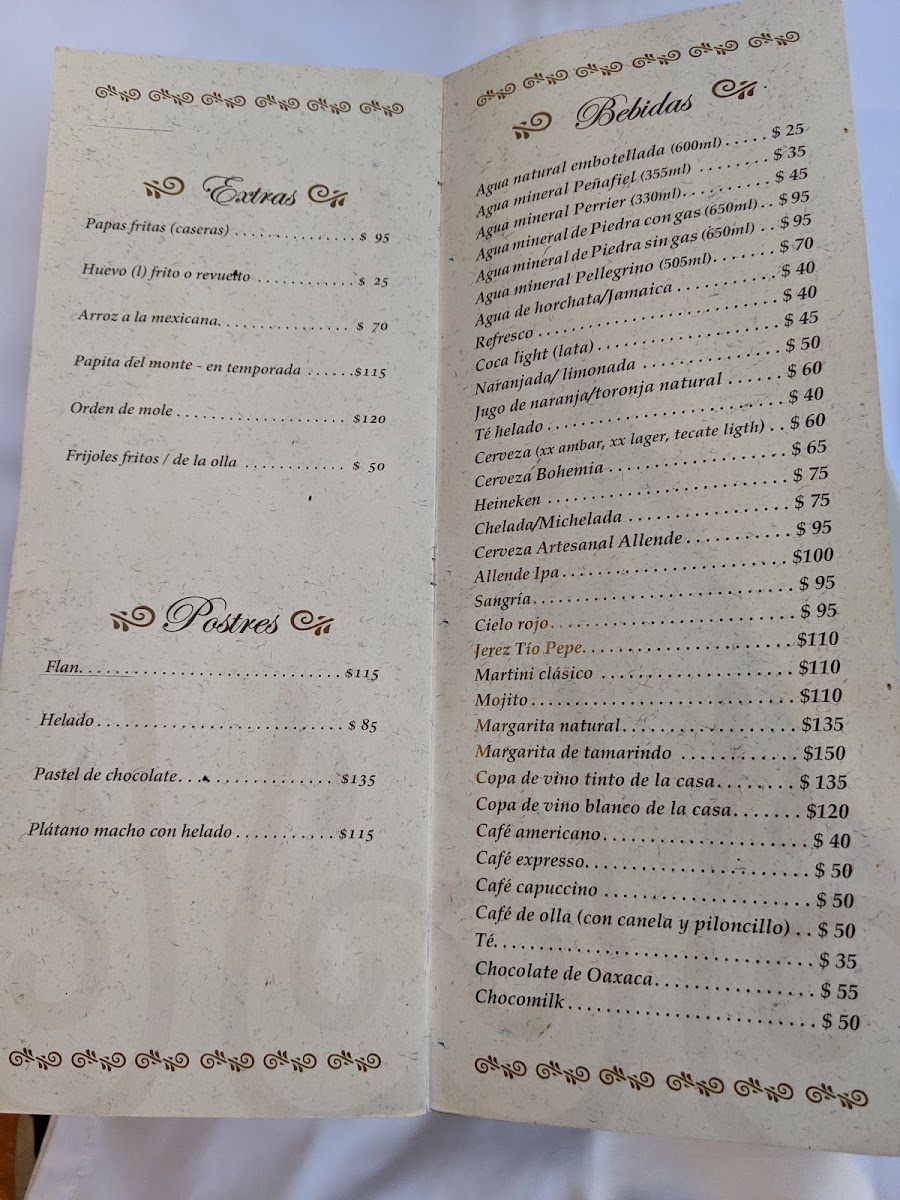 Extras
Papas fritas (caseras) . . . . . . . . . . . . . . . $ 95
Huevo (1) frito o revuelto . . . . . . . . . . . . $ 25
Arroz a la mexicana. . . . . . . . . . . . . . . . $ 70
Papita del monte - en temporada . . . . . .$115
Orden de mole . . . . . . . . . . . . . . . . . . . . $120
Frijoles fritos / de la olla . . . . . . . . . . . . $ 50
Postres
Flan. . . . . . . . . . . . . . . . . . . . . . . . . . . . $115
Helado . . . . . . . . . . . . . . . . . . . . . . . . . $ 85
Pastel de chocolate. . . . . . . . . . . . . . . . $135
Plátano macho con helado . . . . . . . . . . . $115
Bebidas
Agua natural embotellada (600ml) . . . . . $ 25
Agua mineral Peñafiel (355ml) . . . . . . . . $ 35
Agua mineral Perrier (330ml). . . . . . . . . . $ 45
Agua mineral de Piedra con gas (650ml) . . $ 95
Agua mineral de Piedra sin gas (650ml) . . $ 95
Agua mineral Pellegrino (505ml). . . . . . . $ 70
Agua de horchata/Jamaica . . . . . . . . . . . $ 40
Refresco . . . . . . . . . . . . . . . . . . . . . . . . $ 40
Coca light (lata) . . . . . . . . . . . . . . . . . . $ 45
Naranjada/ limonada . . . . . . . . . . . . . . . $ 50
Jugo de naranja/toronja natural . . . . . . $ 60
Té helado . . . . . . . . . . . . . . . . . . . . . . . $ 40
Cerveza (xx ambar, xx lager, tecate ligth) . . $ 60
Cerveza Bohemia . . . . . . . . . . . . . . . . . . $ 65
Heineken . . . . . . . . . . . . . . . . . . . . . . . . $ 75
Chelada/Michelada . . . . . . . . . . . . . . . . $ 75
Cerveza Artesanal Allende . . . . . . . . . . . $ 95
Allende Ipa . . . . . . . . . . . . . . . . . . . . . . $100
Sangría. . . . . . . . . . . . . . . . . . . . . . . . . $ 95
Cielo rojo. . . . . . . . . . . . . . . . . . . . . . . . $ 95
Jerez Tío Pepe. . . . . . . . . . . . . . . . . . . . $110
Martini clásico . . . . . . . . . . . . . . . . . . . $110
Mojito . . . . . . . . . . . . . . . . . . . . . . . . . . $110
Margarita natural . . . . . . . . . . . . . . . . . $135
Margarita de tamarindo . . . . . . . . . . . . $150
Copa de vino tinto de la casa. . . . . . . . $ 135
Copa de vino blanco de la casa. . . . . . . $120
Café americano. . . . . . . . . . . . . . . . . . . $ 40
Café expresso. . . . . . . . . . . . . . . . . . . . . $ 50
Café capuccino . . . . . . . . . . . . . . . . . . . $ 50
Café de olla (con canela y piloncillo) . . $ 50
Té. . . . . . . . . . . . . . . . . . . . . . . . . . . . . . $ 35
Chocolate de Oaxaca. . . . . . . . . . . . . . . $ 55
Chocomilk . . . . . . . . . . . . . . . . . . . . . . . $ 50